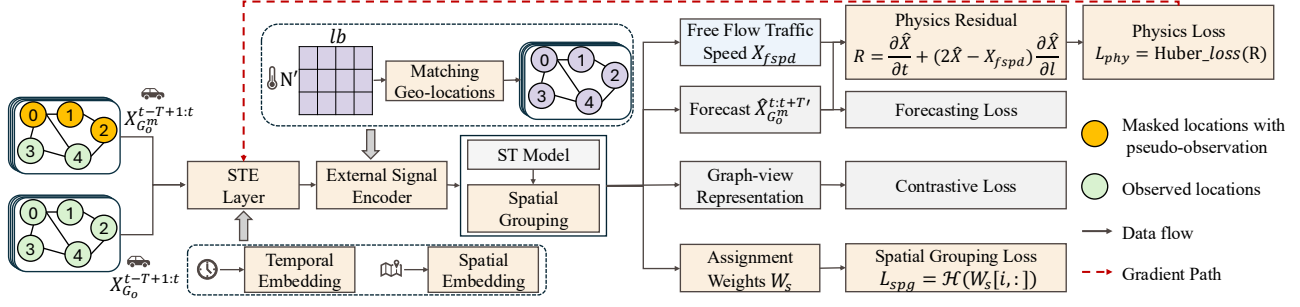 X_{G_o^m}^{t-T+1:t}
0
1
2
3
4
0
1
2
3
4
X_{G_o}^{t-T+1:t}
lb
N′
Matching
Geo-locations
0
1
2
3
4
STE
Layer
External Signal
Encoder
ST Model
Spatial
Grouping
Temporal
Embedding
Spatial
Embedding
Free Flow Traffic
Speed X_{fspd}
Physics Residual
R = ∂X̂/∂t + (2X̂ − X_{fspd}) ∂X̂/∂l
Physics Loss
L_{phy} = Huber_loss(R)
Forecast X̂_{G_o^m}^{t:t+T′}
Forecasting Loss
Graph-view
Representation
Contrastive Loss
Assignment
Weights W_s
Spatial Grouping Loss
L_{spg} = ℋ(W_s[i,:])
Masked locations with
pseudo-observation
Observed locations
Data flow
Gradient Path